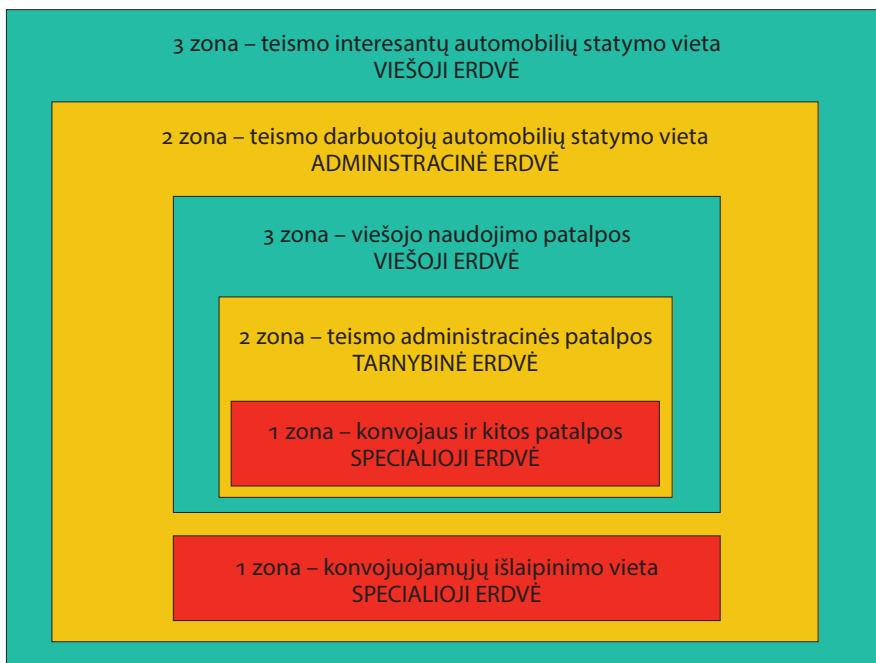 3 zona – teismo interesantų automobilių statymo vieta
VIEŠOJI ERDVĖ
2 zona – teismo darbuotojų automobilių statymo vieta
ADMINISTRACINĖ ERDVĖ
3 zona – viešojo naudojimo patalpos
VIEŠOJI ERDVĖ
2 zona – teismo administracinės patalpos
TARNYBINĖ ERDVĖ
1 zona – konvojaus ir kitos patalpos
SPECIALIOJI ERDVĖ
1 zona – konvojuojamųjų išlaipinimo vieta
SPECIALIOJI ERDVĖ